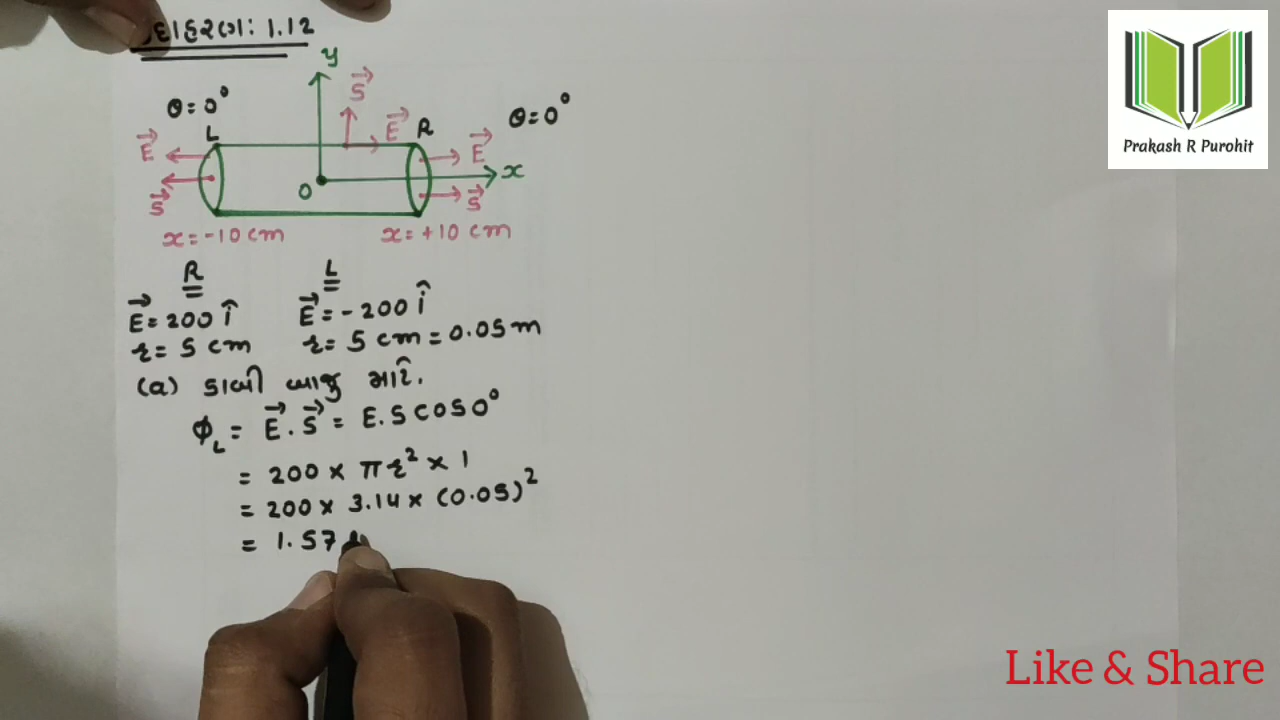 ઉદાહરણ: 1.12
y
θ=0°
S⃗
θ=0°
L
E⃗
R
E⃗
E⃗
x
O
S⃗
S⃗
x=-10 cm
x=+10 cm
R
L
E⃗=200 î
E⃗=-200 î
r=5 cm
r=5 cm=0.05m
(a) ડાબી બાજુ માટે.
ϕL = E⃗.S⃗ = E.S cos0°
= 200 × πr² × 1
= 200 × 3.14 × (0.05)²
= 1.57
Prakash R Purohit
Like & Share